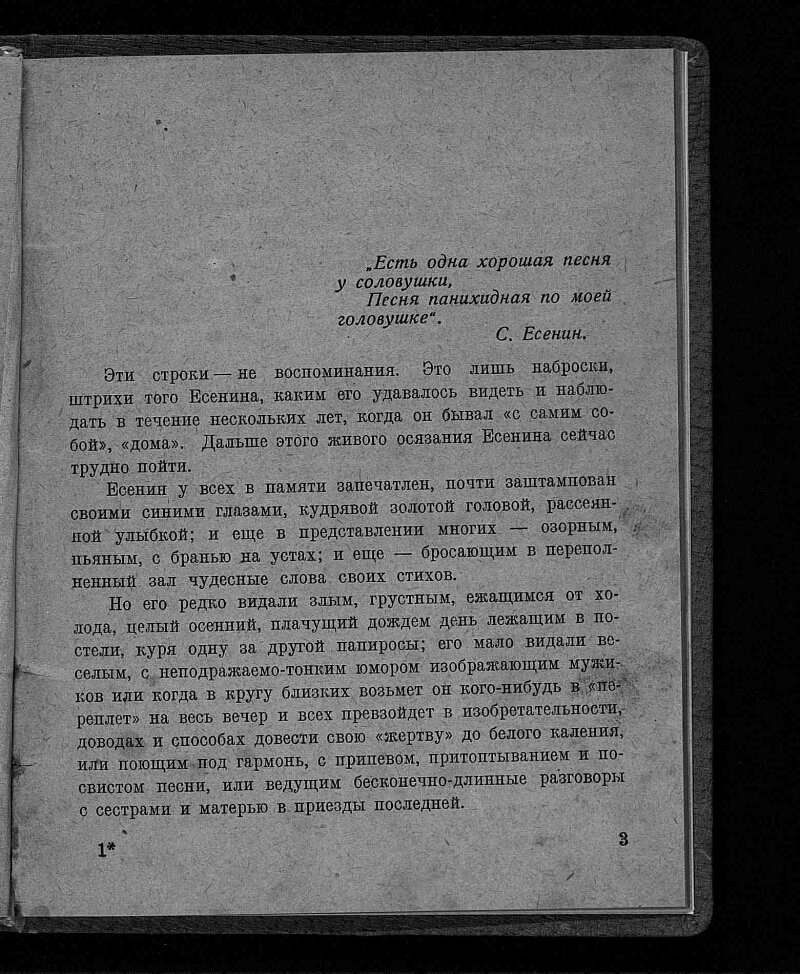 „Есть одна хорошая песня
у соловушки,
Песня панихидная по моей
головушке“.
С. Есенин.
Эти строки — не воспоминания. Это лишь наброски,
штрихи того Есенина, каким его удавалось видеть и наблю-
дать в течение нескольких лет, когда он бывал «с самим со-
бой», «дома». Дальше этого живого осязания Есенина сейчас
трудно пойти.
Есенин у всех в памяти запечатлен, почти заштампован
своими синими глазами, кудрявой золотой головой, рассеян-
ной улыбкой; и еще в представлении многих — озорным,
пьяным, с бранью на устах; и еще — бросающим в перепол-
ненный зал чудесные слова своих стихов.
Но его редко видали злым, грустным, ежащимся от хо-
лода, целый осенний, плачущий дождем день лежащим в по-
стели, куря одну за другой папиросы; его мало видали ве-
селым, с неподражаемо-тонким юмором изображающим мужи-
ков или когда в кругу близких возьмет он кого-нибудь в «пе-
реплет» на весь вечер и всех превзойдет в изобретательности,
доводах и способах довести свою «жертву» до белого каления,
или поющим под гармонь, с припевом, притоптыванием и по-
свистом песни, или ведущим бесконечно-длинные разговоры
с сестрами и матерью в приезды последней.
1*
3